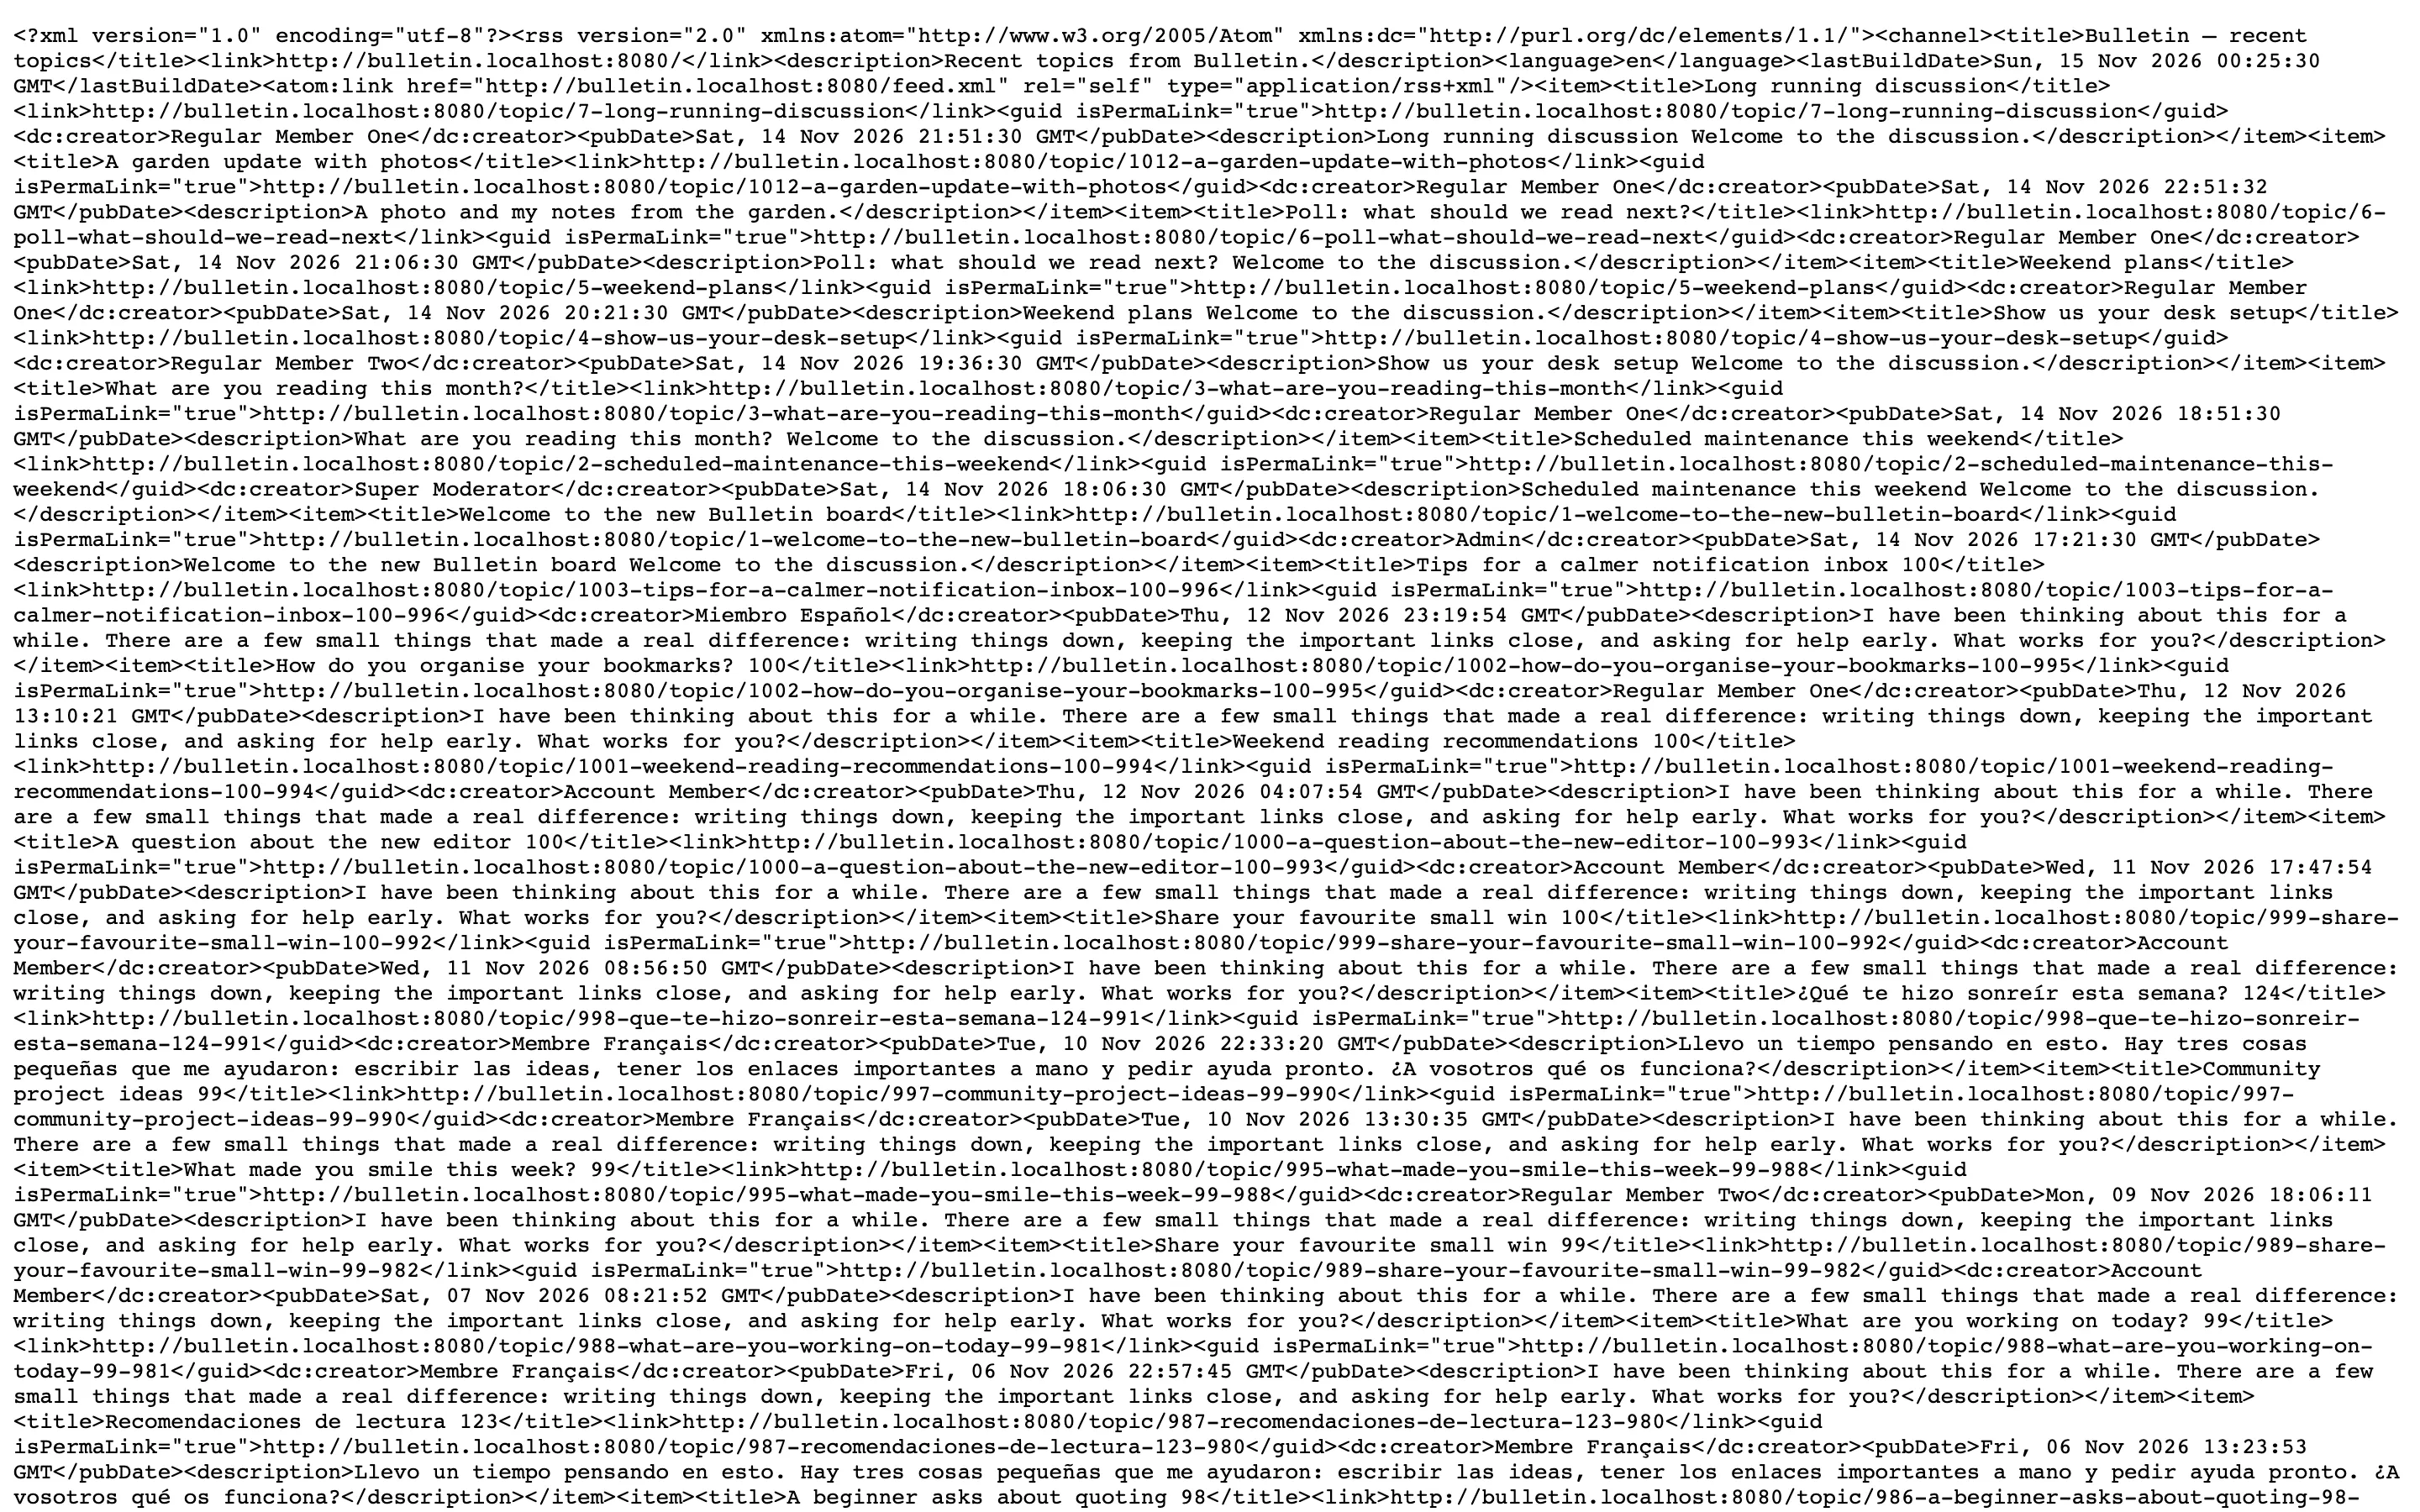 <?xml version="1.0" encoding="utf-8"?><rss version="2.0" xmlns:atom="http://www.w3.org/2005/Atom" xmlns:dc="http://purl.org/dc/elements/1.1/"><channel><title>Bulletin — recent
topics</title><link>http://bulletin.localhost:8080/</link><description>Recent topics from Bulletin.</description><language>en</language><lastBuildDate>Sun, 15 Nov 2026 00:25:30
GMT</lastBuildDate><atom:link href="http://bulletin.localhost:8080/feed.xml" rel="self" type="application/rss+xml"/><item><title>Long running discussion</title>
<link>http://bulletin.localhost:8080/topic/7-long-running-discussion</link><guid isPermaLink="true">http://bulletin.localhost:8080/topic/7-long-running-discussion</guid>
<dc:creator>Regular Member One</dc:creator><pubDate>Sat, 14 Nov 2026 21:51:30 GMT</pubDate><description>Long running discussion Welcome to the discussion.</description></item><item>
<title>A garden update with photos</title><link>http://bulletin.localhost:8080/topic/1012-a-garden-update-with-photos</link><guid
isPermaLink="true">http://bulletin.localhost:8080/topic/1012-a-garden-update-with-photos</guid><dc:creator>Regular Member One</dc:creator><pubDate>Sat, 14 Nov 2026 22:51:32
GMT</pubDate><description>A photo and my notes from the garden.</description></item><item><title>Poll: what should we read next?</title><link>http://bulletin.localhost:8080/topic/6-
poll-what-should-we-read-next</link><guid isPermaLink="true">http://bulletin.localhost:8080/topic/6-poll-what-should-we-read-next</guid><dc:creator>Regular Member One</dc:creator>
<pubDate>Sat, 14 Nov 2026 21:06:30 GMT</pubDate><description>Poll: what should we read next? Welcome to the discussion.</description></item><item><title>Weekend plans</title>
<link>http://bulletin.localhost:8080/topic/5-weekend-plans</link><guid isPermaLink="true">http://bulletin.localhost:8080/topic/5-weekend-plans</guid><dc:creator>Regular Member
One</dc:creator><pubDate>Sat, 14 Nov 2026 20:21:30 GMT</pubDate><description>Weekend plans Welcome to the discussion.</description></item><item><title>Show us your desk setup</title>
<link>http://bulletin.localhost:8080/topic/4-show-us-your-desk-setup</link><guid isPermaLink="true">http://bulletin.localhost:8080/topic/4-show-us-your-desk-setup</guid>
<dc:creator>Regular Member Two</dc:creator><pubDate>Sat, 14 Nov 2026 19:36:30 GMT</pubDate><description>Show us your desk setup Welcome to the discussion.</description></item><item>
<title>What are you reading this month?</title><link>http://bulletin.localhost:8080/topic/3-what-are-you-reading-this-month</link><guid
isPermaLink="true">http://bulletin.localhost:8080/topic/3-what-are-you-reading-this-month</guid><dc:creator>Regular Member One</dc:creator><pubDate>Sat, 14 Nov 2026 18:51:30
GMT</pubDate><description>What are you reading this month? Welcome to the discussion.</description></item><item><title>Scheduled maintenance this weekend</title>
<link>http://bulletin.localhost:8080/topic/2-scheduled-maintenance-this-weekend</link><guid isPermaLink="true">http://bulletin.localhost:8080/topic/2-scheduled-maintenance-this-
weekend</guid><dc:creator>Super Moderator</dc:creator><pubDate>Sat, 14 Nov 2026 18:06:30 GMT</pubDate><description>Scheduled maintenance this weekend Welcome to the discussion.
</description></item><item><title>Welcome to the new Bulletin board</title><link>http://bulletin.localhost:8080/topic/1-welcome-to-the-new-bulletin-board</link><guid
isPermaLink="true">http://bulletin.localhost:8080/topic/1-welcome-to-the-new-bulletin-board</guid><dc:creator>Admin</dc:creator><pubDate>Sat, 14 Nov 2026 17:21:30 GMT</pubDate>
<description>Welcome to the new Bulletin board Welcome to the discussion.</description></item><item><title>Tips for a calmer notification inbox 100</title>
<link>http://bulletin.localhost:8080/topic/1003-tips-for-a-calmer-notification-inbox-100-996</link><guid isPermaLink="true">http://bulletin.localhost:8080/topic/1003-tips-for-a-
calmer-notification-inbox-100-996</guid><dc:creator>Miembro Español</dc:creator><pubDate>Thu, 12 Nov 2026 23:19:54 GMT</pubDate><description>I have been thinking about this for a
while. There are a few small things that made a real difference: writing things down, keeping the important links close, and asking for help early. What works for you?</description>
</item><item><title>How do you organise your bookmarks? 100</title><link>http://bulletin.localhost:8080/topic/1002-how-do-you-organise-your-bookmarks-100-995</link><guid
isPermaLink="true">http://bulletin.localhost:8080/topic/1002-how-do-you-organise-your-bookmarks-100-995</guid><dc:creator>Regular Member One</dc:creator><pubDate>Thu, 12 Nov 2026
13:10:21 GMT</pubDate><description>I have been thinking about this for a while. There are a few small things that made a real difference: writing things down, keeping the important
links close, and asking for help early. What works for you?</description></item><item><title>Weekend reading recommendations 100</title>
<link>http://bulletin.localhost:8080/topic/1001-weekend-reading-recommendations-100-994</link><guid isPermaLink="true">http://bulletin.localhost:8080/topic/1001-weekend-reading-
recommendations-100-994</guid><dc:creator>Account Member</dc:creator><pubDate>Thu, 12 Nov 2026 04:07:54 GMT</pubDate><description>I have been thinking about this for a while. There
are a few small things that made a real difference: writing things down, keeping the important links close, and asking for help early. What works for you?</description></item><item>
<title>A question about the new editor 100</title><link>http://bulletin.localhost:8080/topic/1000-a-question-about-the-new-editor-100-993</link><guid
isPermaLink="true">http://bulletin.localhost:8080/topic/1000-a-question-about-the-new-editor-100-993</guid><dc:creator>Account Member</dc:creator><pubDate>Wed, 11 Nov 2026 17:47:54
GMT</pubDate><description>I have been thinking about this for a while. There are a few small things that made a real difference: writing things down, keeping the important links
close, and asking for help early. What works for you?</description></item><item><title>Share your favourite small win 100</title><link>http://bulletin.localhost:8080/topic/999-share-
your-favourite-small-win-100-992</link><guid isPermaLink="true">http://bulletin.localhost:8080/topic/999-share-your-favourite-small-win-100-992</guid><dc:creator>Account
Member</dc:creator><pubDate>Wed, 11 Nov 2026 08:56:50 GMT</pubDate><description>I have been thinking about this for a while. There are a few small things that made a real difference:
writing things down, keeping the important links close, and asking for help early. What works for you?</description></item><item><title>¿Qué te hizo sonreír esta semana? 124</title>
<link>http://bulletin.localhost:8080/topic/998-que-te-hizo-sonreir-esta-semana-124-991</link><guid isPermaLink="true">http://bulletin.localhost:8080/topic/998-que-te-hizo-sonreir-
esta-semana-124-991</guid><dc:creator>Membre Français</dc:creator><pubDate>Tue, 10 Nov 2026 22:33:20 GMT</pubDate><description>Llevo un tiempo pensando en esto. Hay tres cosas
pequeñas que me ayudaron: escribir las ideas, tener los enlaces importantes a mano y pedir ayuda pronto. ¿A vosotros qué os funciona?</description></item><item><title>Community
project ideas 99</title><link>http://bulletin.localhost:8080/topic/997-community-project-ideas-99-990</link><guid isPermaLink="true">http://bulletin.localhost:8080/topic/997-
community-project-ideas-99-990</guid><dc:creator>Membre Français</dc:creator><pubDate>Tue, 10 Nov 2026 13:30:35 GMT</pubDate><description>I have been thinking about this for a while.
There are a few small things that made a real difference: writing things down, keeping the important links close, and asking for help early. What works for you?</description></item>
<item><title>What made you smile this week? 99</title><link>http://bulletin.localhost:8080/topic/995-what-made-you-smile-this-week-99-988</link><guid
isPermaLink="true">http://bulletin.localhost:8080/topic/995-what-made-you-smile-this-week-99-988</guid><dc:creator>Regular Member Two</dc:creator><pubDate>Mon, 09 Nov 2026 18:06:11
GMT</pubDate><description>I have been thinking about this for a while. There are a few small things that made a real difference: writing things down, keeping the important links
close, and asking for help early. What works for you?</description></item><item><title>Share your favourite small win 99</title><link>http://bulletin.localhost:8080/topic/989-share-
your-favourite-small-win-99-982</link><guid isPermaLink="true">http://bulletin.localhost:8080/topic/989-share-your-favourite-small-win-99-982</guid><dc:creator>Account
Member</dc:creator><pubDate>Sat, 07 Nov 2026 08:21:52 GMT</pubDate><description>I have been thinking about this for a while. There are a few small things that made a real difference:
writing things down, keeping the important links close, and asking for help early. What works for you?</description></item><item><title>What are you working on today? 99</title>
<link>http://bulletin.localhost:8080/topic/988-what-are-you-working-on-today-99-981</link><guid isPermaLink="true">http://bulletin.localhost:8080/topic/988-what-are-you-working-on-
today-99-981</guid><dc:creator>Membre Français</dc:creator><pubDate>Fri, 06 Nov 2026 22:57:45 GMT</pubDate><description>I have been thinking about this for a while. There are a few
small things that made a real difference: writing things down, keeping the important links close, and asking for help early. What works for you?</description></item><item>
<title>Recomendaciones de lectura 123</title><link>http://bulletin.localhost:8080/topic/987-recomendaciones-de-lectura-123-980</link><guid
isPermaLink="true">http://bulletin.localhost:8080/topic/987-recomendaciones-de-lectura-123-980</guid><dc:creator>Membre Français</dc:creator><pubDate>Fri, 06 Nov 2026 13:23:53
GMT</pubDate><description>Llevo un tiempo pensando en esto. Hay tres cosas pequeñas que me ayudaron: escribir las ideas, tener los enlaces importantes a mano y pedir ayuda pronto. ¿A
vosotros qué os funciona?</description></item><item><title>A beginner asks about quoting 98</title><link>http://bulletin.localhost:8080/topic/986-a-beginner-asks-about-quoting-98-